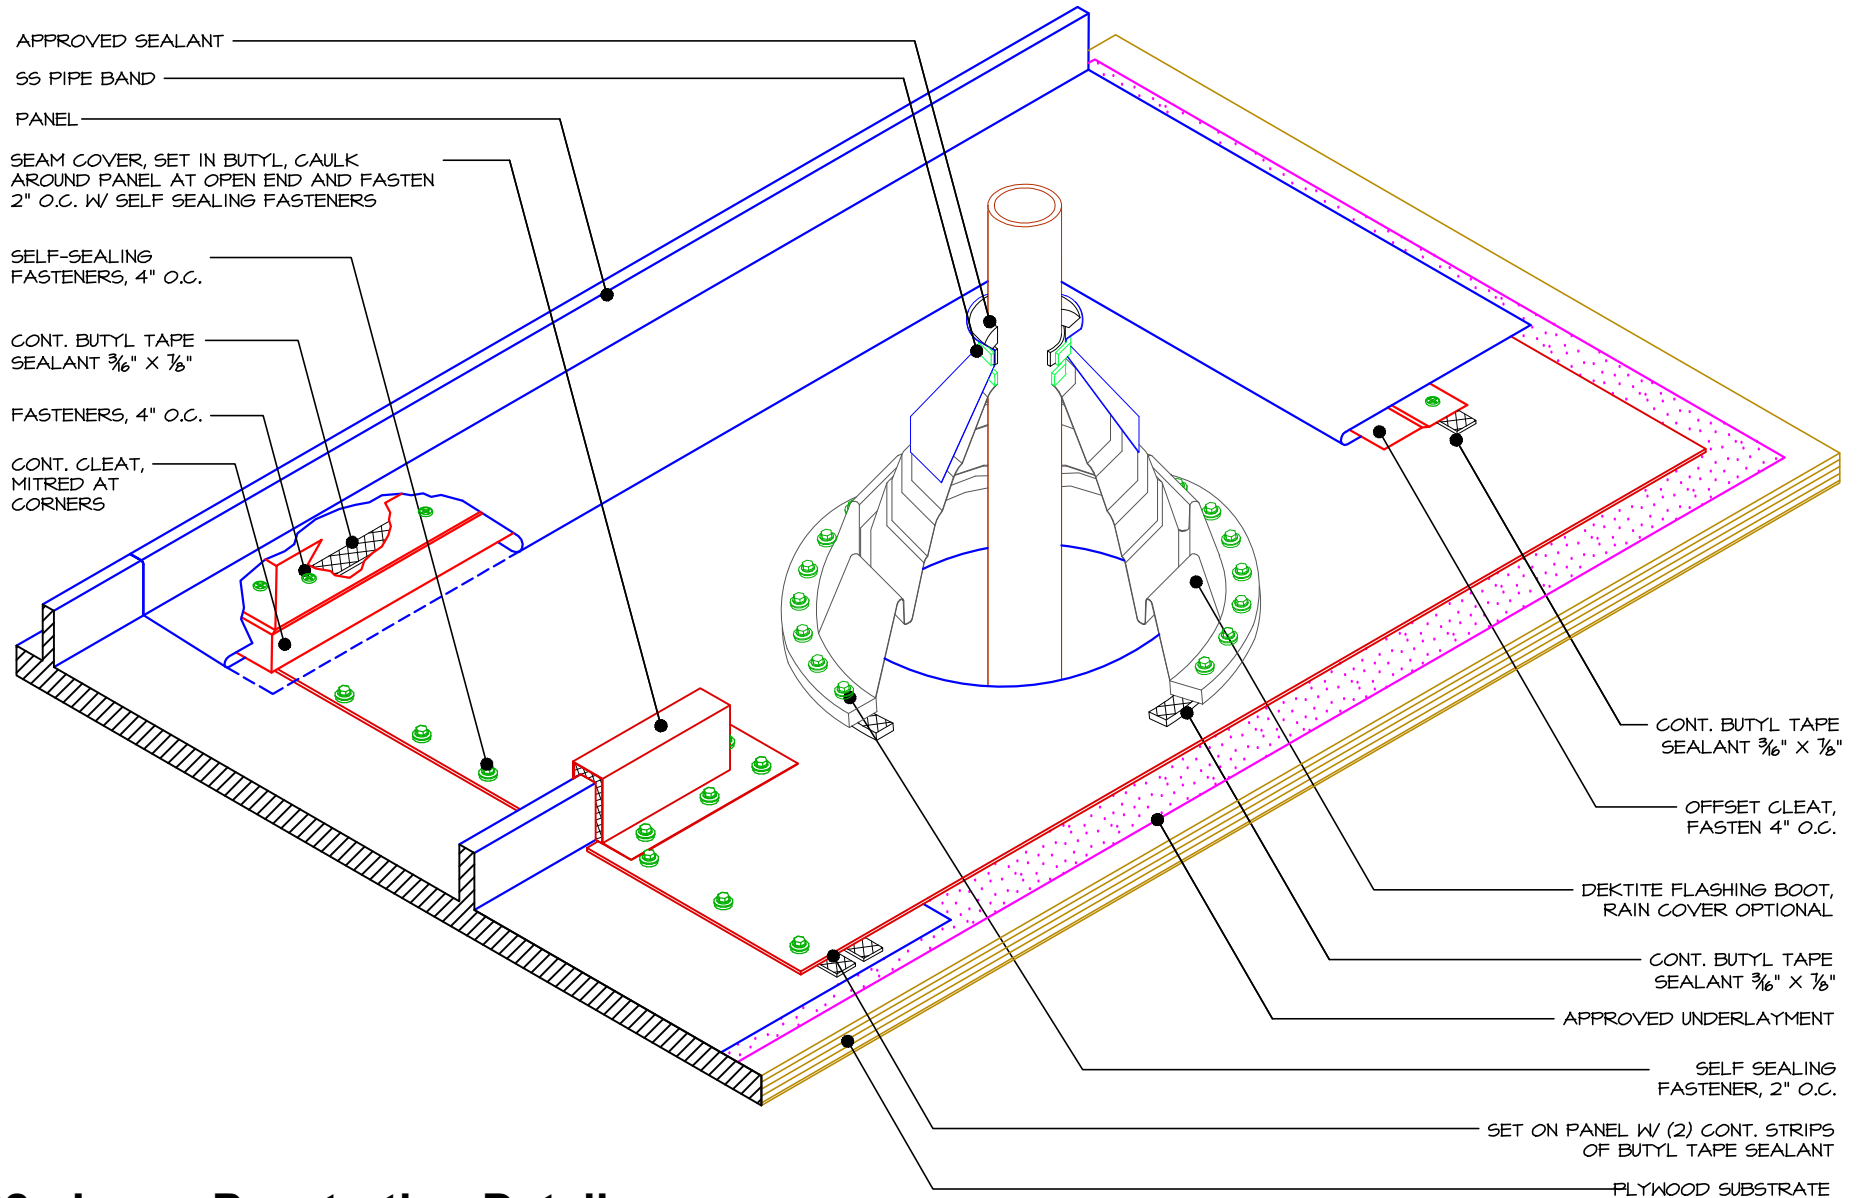 APPROVED SEALANT
SS PIPE BAND
PANEL
SEAM COVER, SET IN BUTYL, CAULK
AROUND PANEL AT OPEN END AND FASTEN
2" O.C. W/ SELF SEALING FASTENERS
SELF-SEALING
FASTENERS, 4" O.C.
CONT. BUTYL TAPE
SEALANT 3/16" X 7/8"
FASTENERS, 4" O.C.
CONT. CLEAT,
MITRED AT
CORNERS
CONT. BUTYL TAPE
SEALANT 3/16" X 7/8"
OFFSET CLEAT,
FASTEN 4" O.C.
DEKTITE FLASHING BOOT,
RAIN COVER OPTIONAL
CONT. BUTYL TAPE
SEALANT 3/16" X 7/8"
APPROVED UNDERLAYMENT
SELF SEALING
FASTENER, 2" O.C.
SET ON PANEL W/ (2) CONT. STRIPS
OF BUTYL TAPE SEALANT
PLYWOOD SUBSTRATE